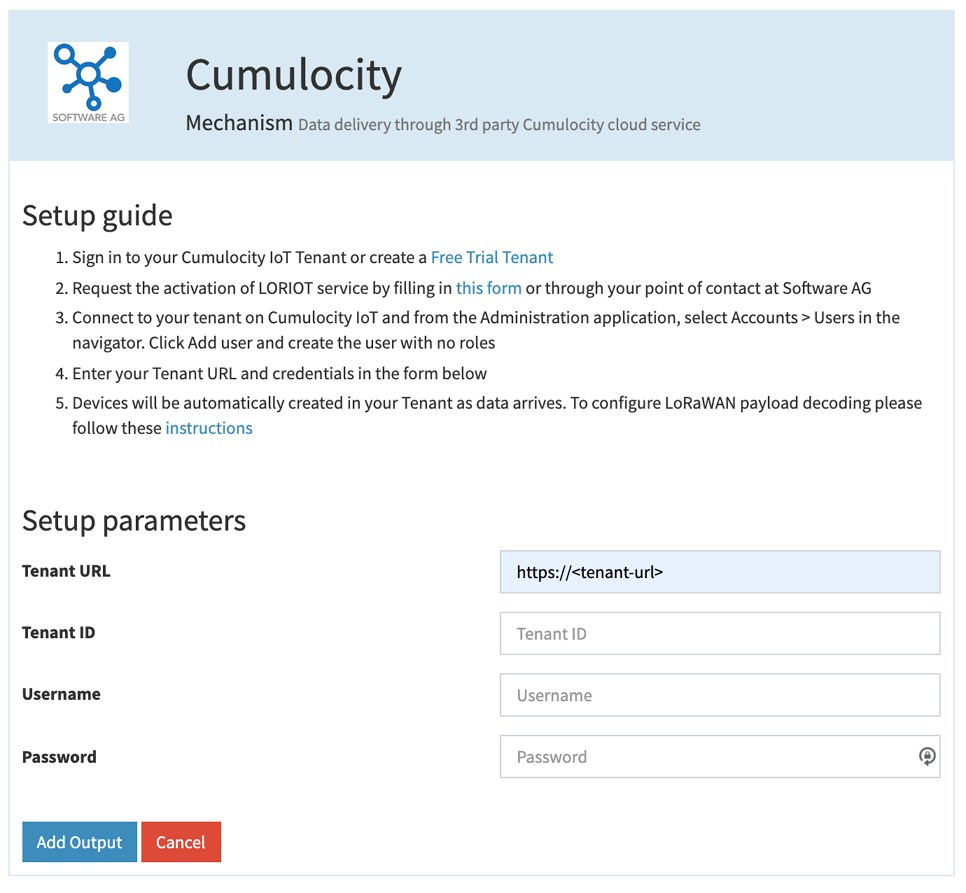 SOFTWARE AG
Cumulocity
Mechanism Data delivery through 3rd party Cumulocity cloud service
Setup guide
1. Sign in to your Cumulocity IoT Tenant or create a Free Trial Tenant
2. Request the activation of LORIOT service by filling in this form or through your point of contact at Software AG
3. Connect to your tenant on Cumulocity IoT and from the Administration application, select Accounts > Users in the
navigator. Click Add user and create the user with no roles
4. Enter your Tenant URL and credentials in the form below
5. Devices will be automatically created in your Tenant as data arrives. To configure LoRaWAN payload decoding please
follow these instructions
Setup parameters
Tenant URL
https://<tenant-url>
Tenant ID
Tenant ID
Username
Username
Password
Password
Add Output
Cancel